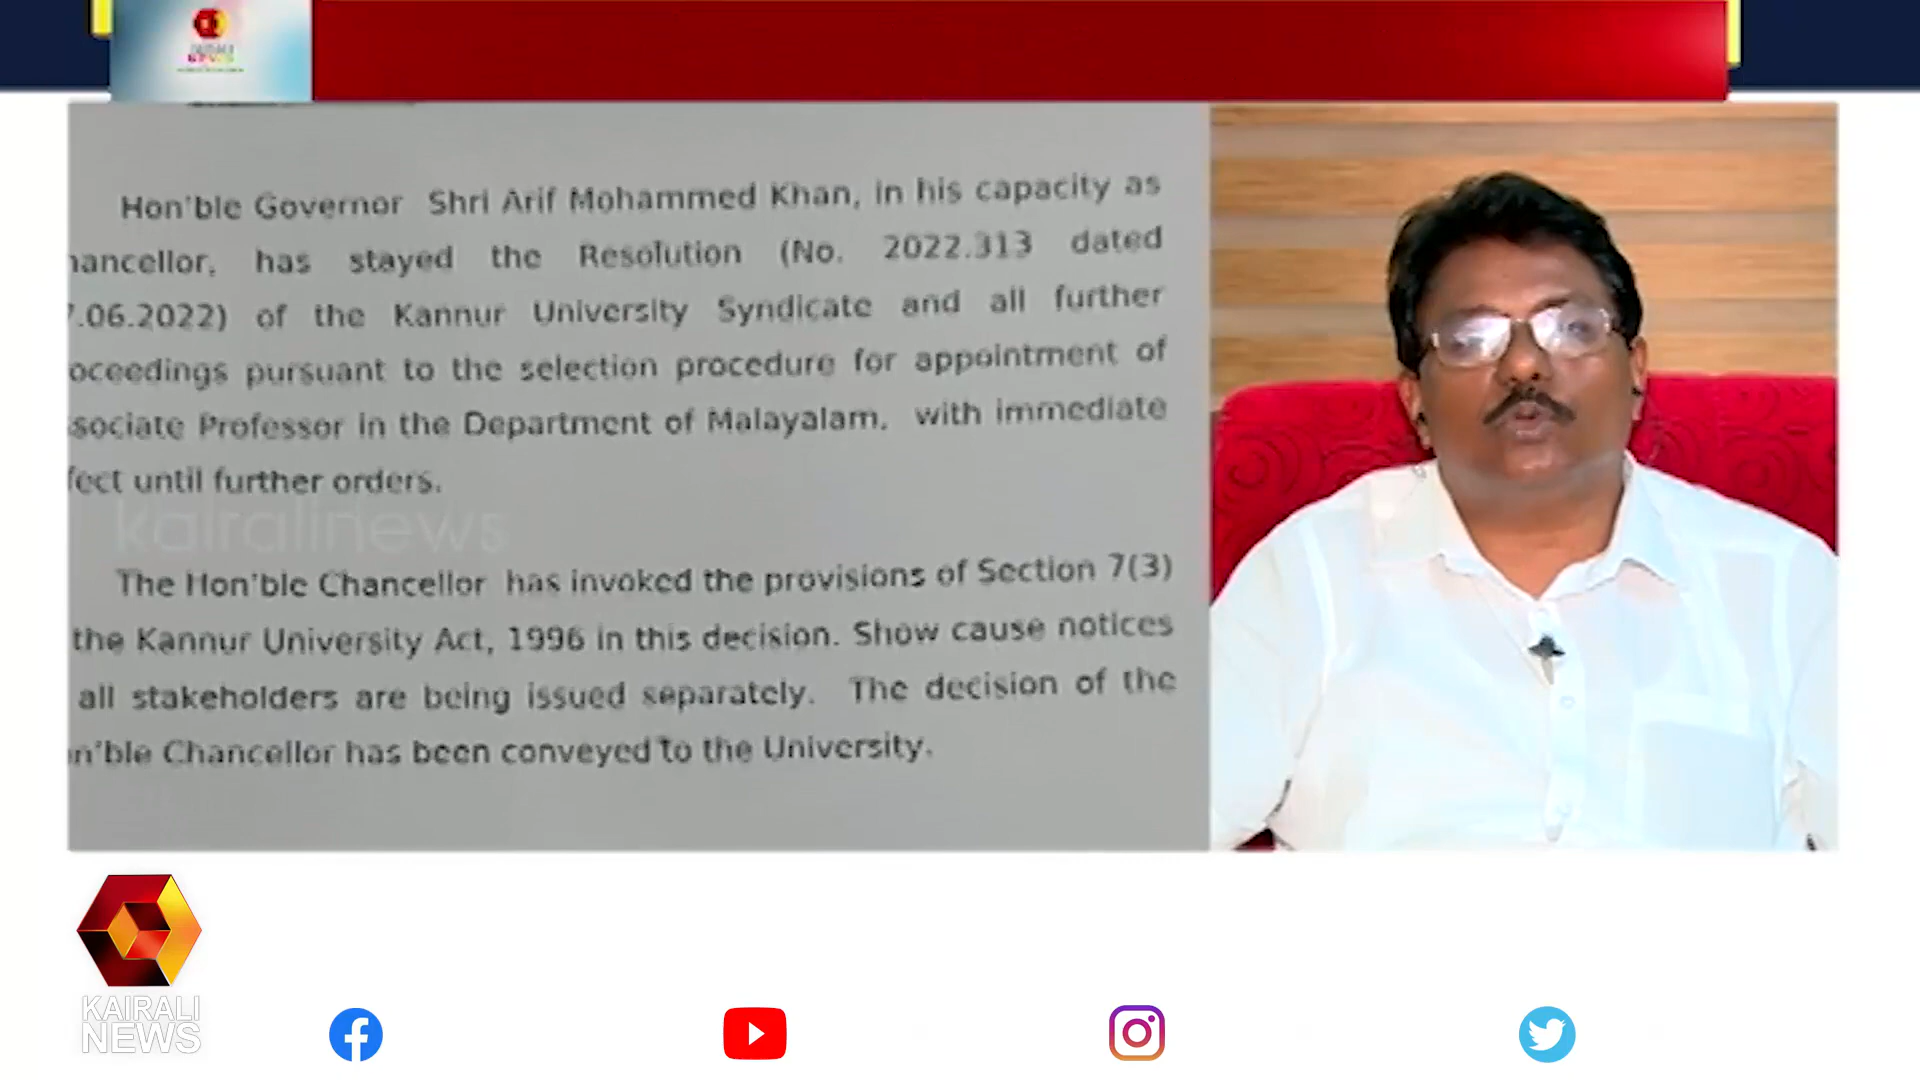 Hon'ble Governor Shri Arif Mohammed Khan, in his capacity as
hancellor, has stayed the Resolution (No. 2022.313 dated
7.06.2022) of the Kannur University Syndicate and all further
oceedings pursuant to the selection procedure for appointment of
sociate Professor in the Department of Malayalam, with immediate
fect until further orders.
kairalinews
The Hon'ble Chancellor has invoked the provisions of Section 7(3)
the Kannur University Act, 1996 in this decision. Show cause notices
all stakeholders are being issued separately. The decision of the
n'ble Chancellor has been conveyed to the University.
KAIRALI
NEWS